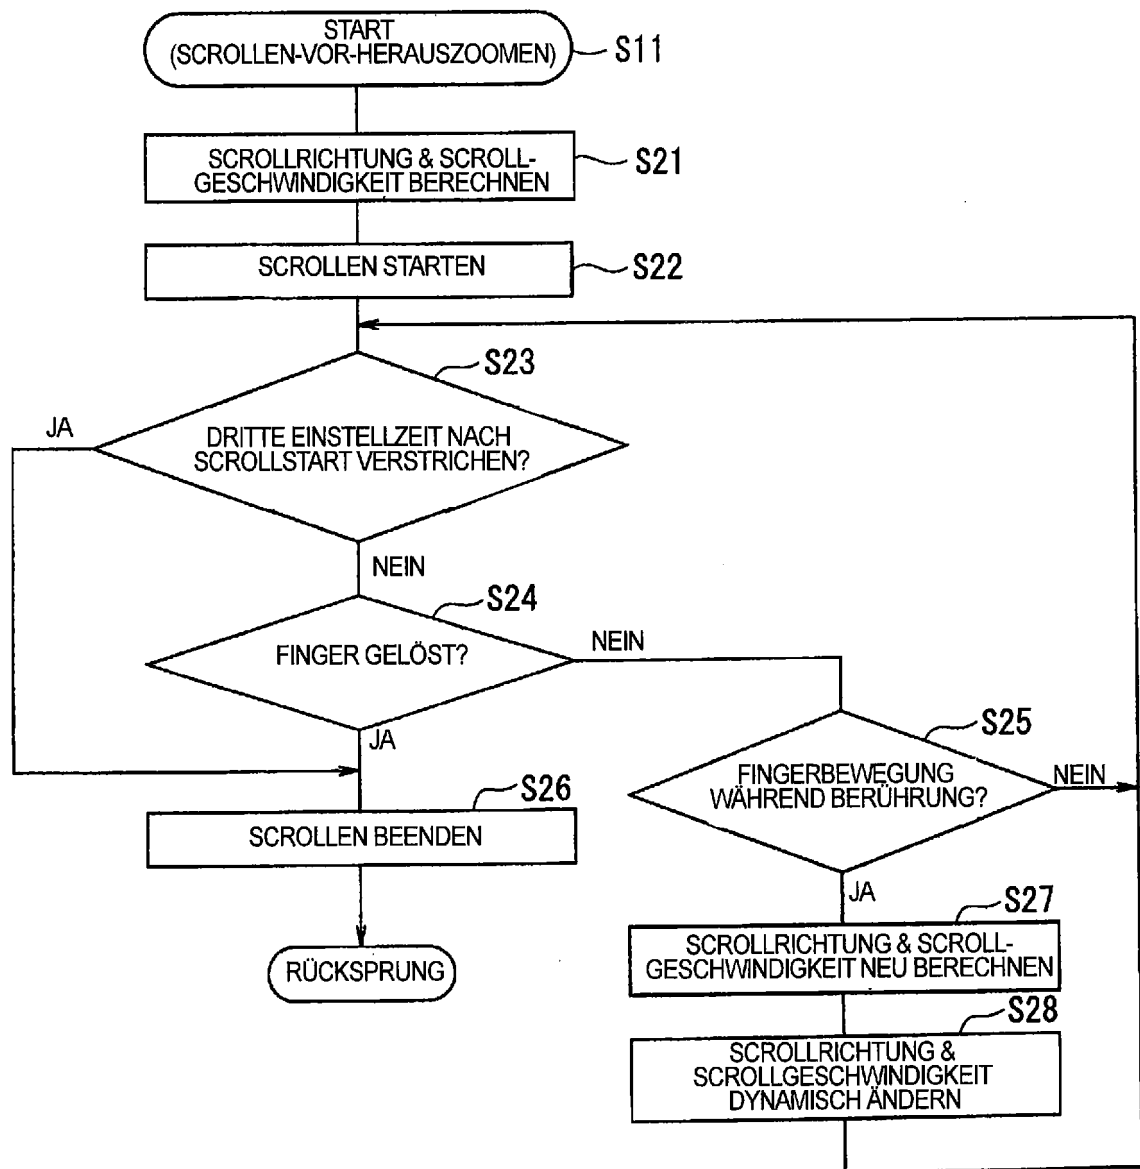 START
(SCROLLEN-VOR-HERAUSZOOMEN)
S11
SCROLLRICHTUNG & SCROLL-
GESCHWINDIGKEIT BERECHNEN
S21
SCROLLEN STARTEN
S22
S23
JA
DRITTE EINSTELLZEIT NACH
SCROLLSTART VERSTRICHEN?
NEIN
S24
FINGER GELÖST?
NEIN
JA
S25
FINGERBEWEGUNG
WÄHREND BERÜHRUNG?
NEIN
S26
SCROLLEN BEENDEN
JA
S27
SCROLLRICHTUNG & SCROLL-
GESCHWINDIGKEIT NEU BERECHNEN
RÜCKSPRUNG
S28
SCROLLRICHTUNG &
SCROLLGESCHWINDIGKEIT
DYNAMISCH ÄNDERN